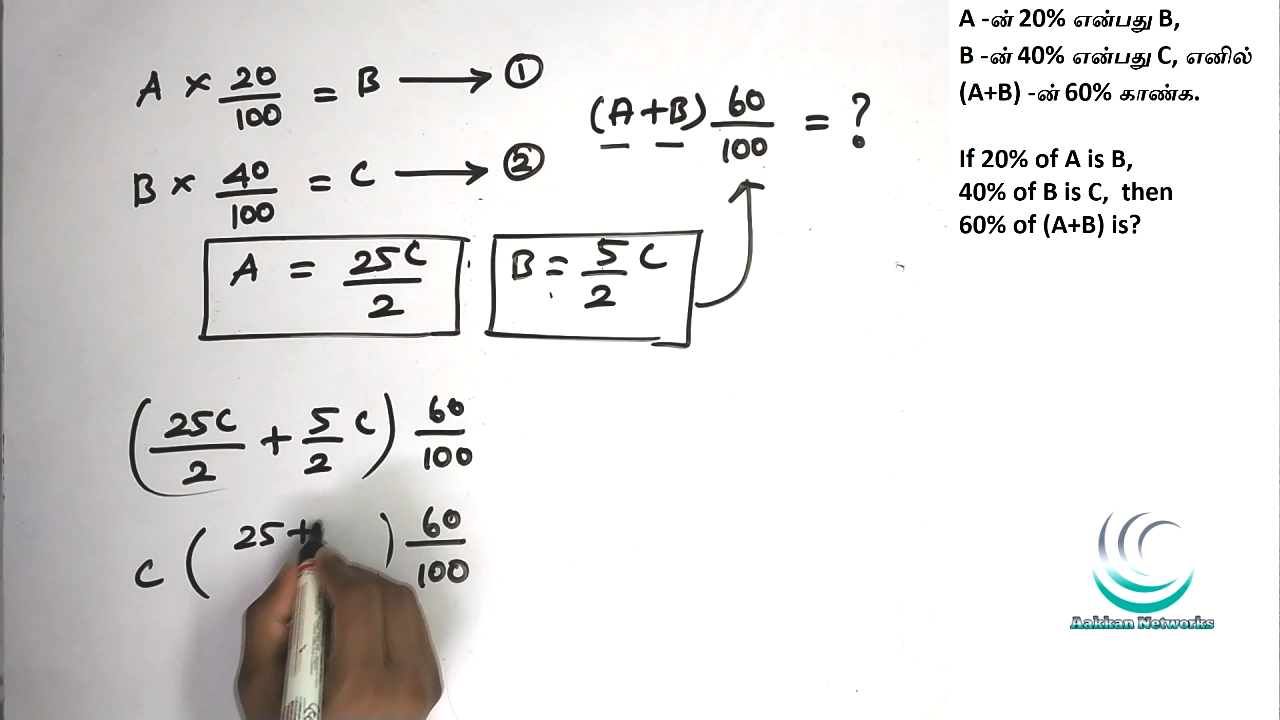 A × 20/100 = B → ①
B × 40/100 = C → ②
(A+B) 60/100 = ?
A = 25C/2
B = 5/2 C
(25C/2 + 5/2 C) 60/100
C ( 25+ ) 60/100
A -ன் 20% என்பது B,
B -ன் 40% என்பது C, எனில்
(A+B) -ன் 60% காண்க.
If 20% of A is B,
40% of B is C, then
60% of (A+B) is?
Aakkan Networks